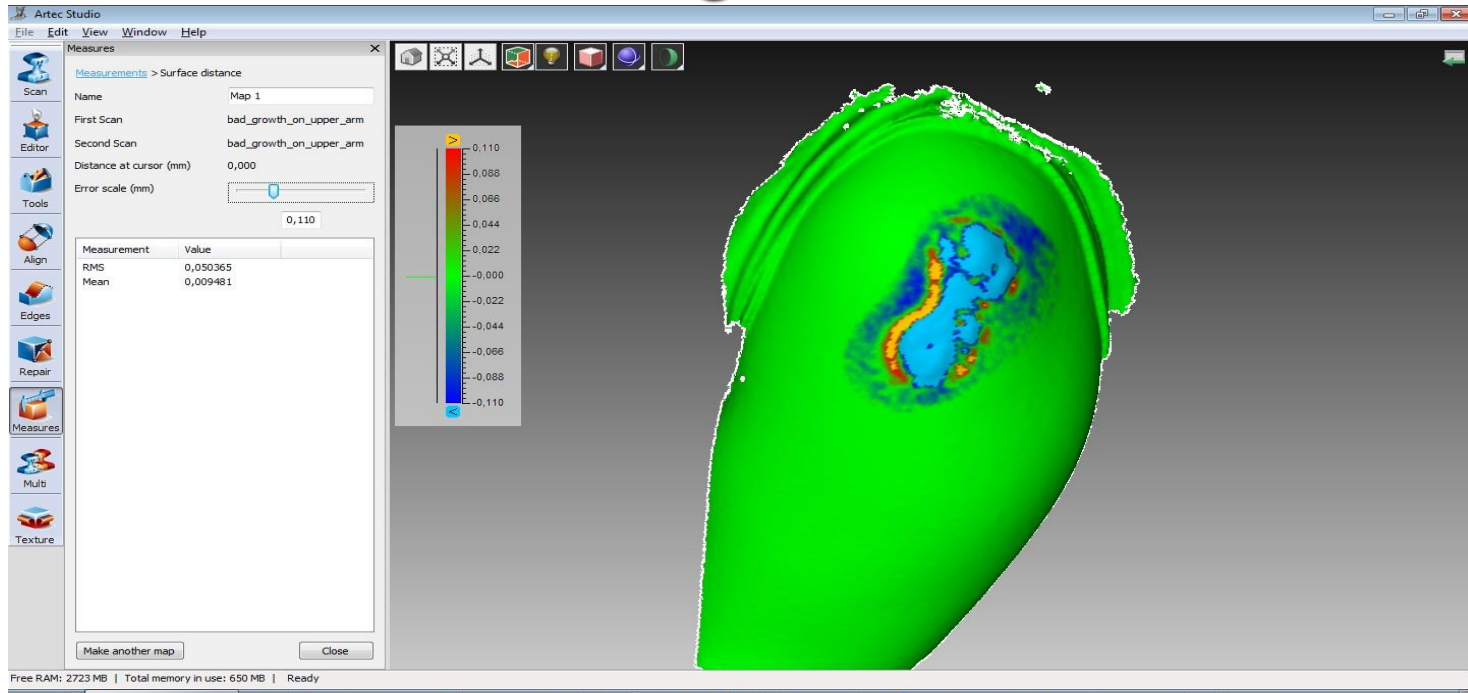 Artec Studio
File Edit View Window Help
Scan
Editor
Tools
Align
Edges
Repair
Measures
Multi
Texture
Measures
Measurements > Surface distance
Name Map 1
First Scan bad_growth_on_upper_arm
Second Scan bad_growth_on_upper_arm
Distance at cursor (mm) 0,000
Error scale (mm)
0,110
Measurement Value
RMS 0,050365
Mean 0,009481
Make another map Close
>
0,110
0,088
0,066
0,044
0,022
-0,000
-0,022
-0,044
-0,066
-0,088
-0,110
<
Free RAM: 2723 MB | Total memory in use: 650 MB | Ready